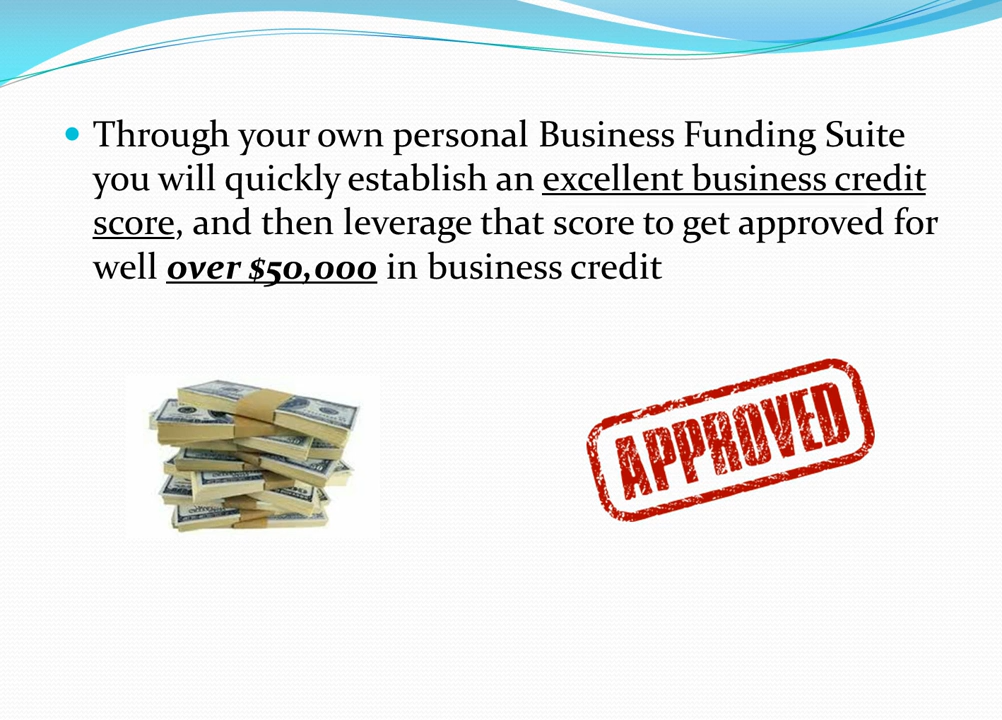 Through your own personal Business Funding Suite
you will quickly establish an excellent business credit
score, and then leverage that score to get approved for
well over $50,000 in business credit
APPROVED